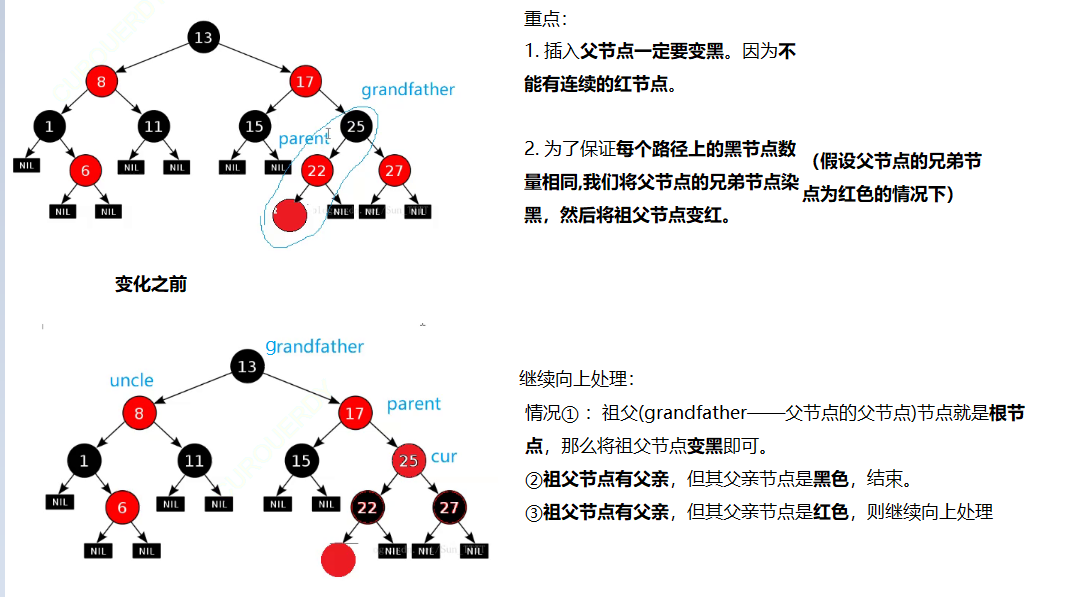 13
8
17
grandfather
1
11
15
parent
25
NIL
6
NIL
NIL
NIL
NIL
22
27
NIL
NIL
NIL
NIL
NIL
变化之前
重点：
1. 插入父节点一定要变黑。因为不
能有连续的红节点。
2. 为了保证每个路径上的黑节点数
量相同,我们将父节点的兄弟节点染
黑，然后将祖父节点变红。
（假设父节点的兄弟节
点为红色的情况下）
grandfather
13
uncle
8
17
parent
1
11
15
25
cur
NIL
6
NIL
NIL
NIL
NIL
22
27
NIL
NIL
NIL
NIL
NIL
继续向上处理：
情况①：祖父(grandfather——父节点的父节点)节点就是根节
点，那么将祖父节点变黑即可。
②祖父节点有父亲，但其父亲节点是黑色，结束。
③祖父节点有父亲，但其父亲节点是红色，则继续向上处理